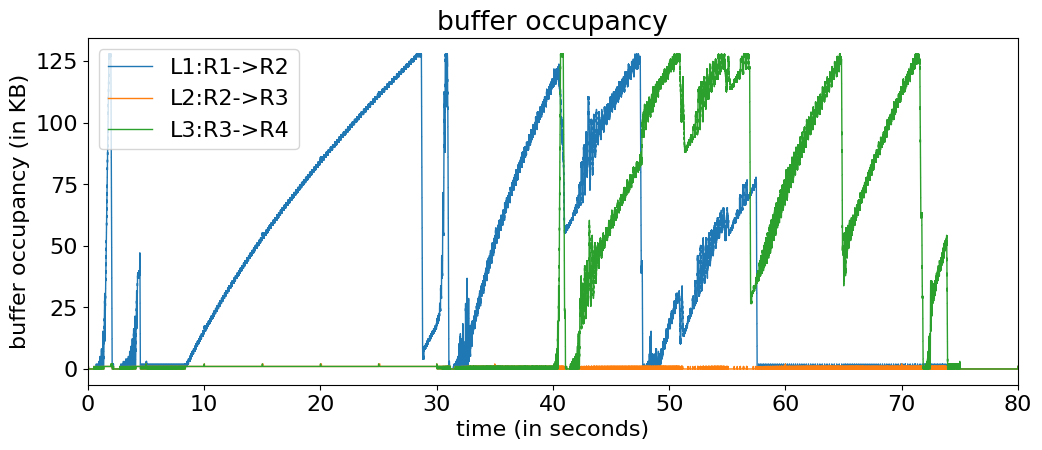 buffer occupancy
buffer occupancy (in KB)
125
100
75
50
25
0
L1:R1->R2
L2:R2->R3
L3:R3->R4
0 10 20 30 40 50 60 70 80
time (in seconds)